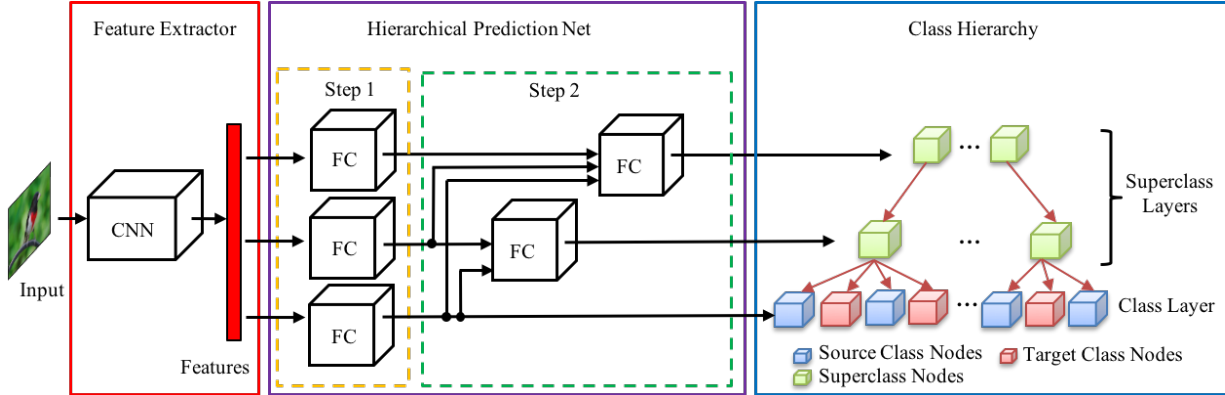 Feature Extractor
Hierarchical Prediction Net
Class Hierarchy
Step 1
Step 2
FC
FC
...
Superclass
Layers
CNN
FC
FC
...
Input
FC
...
Class Layer
Features
Source Class Nodes
Target Class Nodes
Superclass Nodes